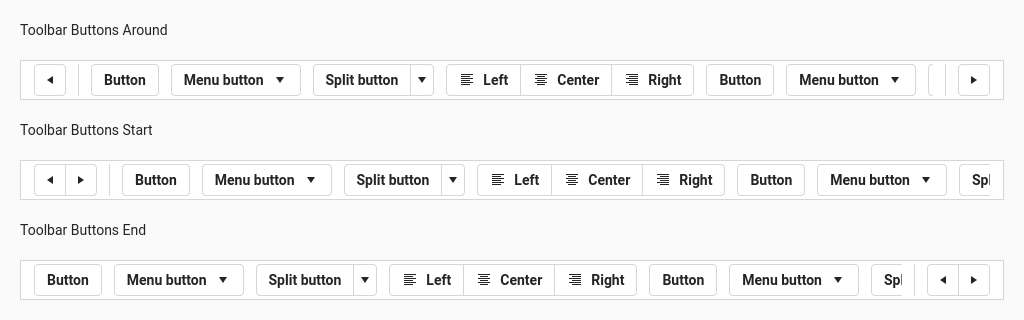 Toolbar Buttons Around
Button Menu button Split button Left Center Right Button Menu button
Toolbar Buttons Start
Button Menu button Split button Left Center Right Button Menu button Spl
Toolbar Buttons End
Button Menu button Split button Left Center Right Button Menu button Spl